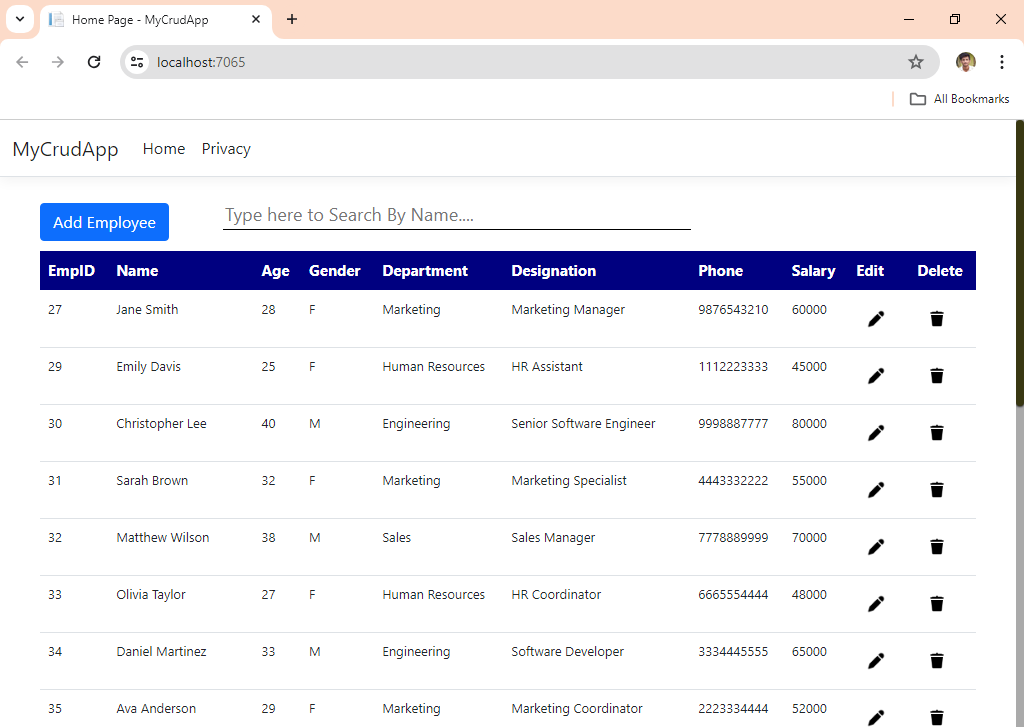 Home Page - MyCrudApp
localhost:7065
All Bookmarks
MyCrudApp Home Privacy
Add Employee Type here to Search By Name....
EmpID Name Age Gender Department Designation Phone Salary Edit Delete
27 Jane Smith 28 F Marketing Marketing Manager 9876543210 60000
29 Emily Davis 25 F Human Resources HR Assistant 1112223333 45000
30 Christopher Lee 40 M Engineering Senior Software Engineer 9998887777 80000
31 Sarah Brown 32 F Marketing Marketing Specialist 4443332222 55000
32 Matthew Wilson 38 M Sales Sales Manager 7778889999 70000
33 Olivia Taylor 27 F Human Resources HR Coordinator 6665554444 48000
34 Daniel Martinez 33 M Engineering Software Developer 3334445555 65000
35 Ava Anderson 29 F Marketing Marketing Coordinator 2223334444 52000